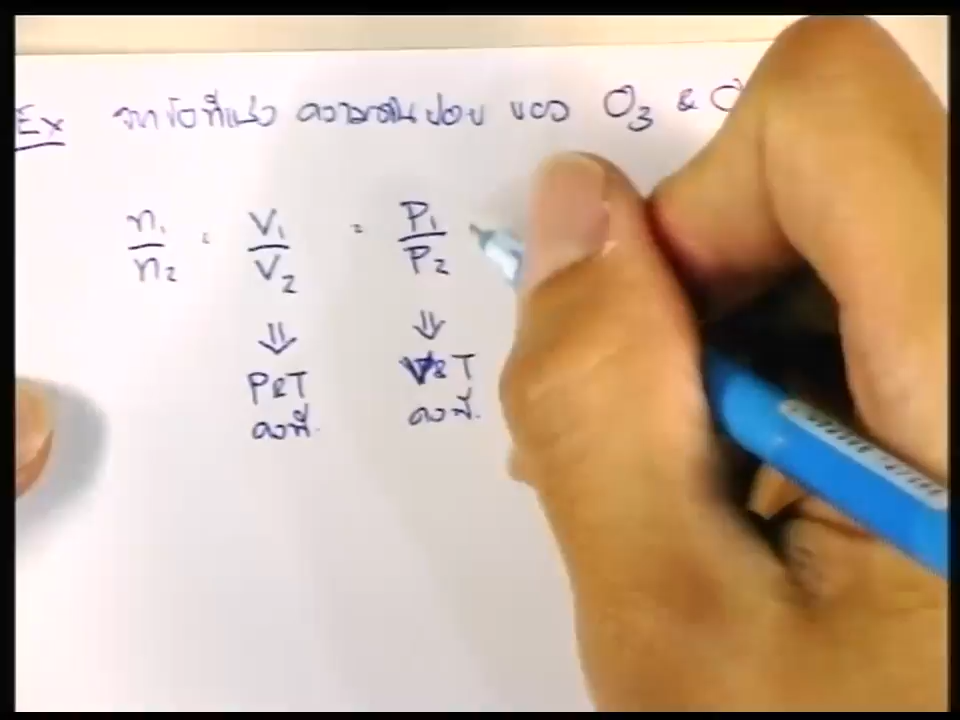 Ex จากข้อที่แล้ว ความดันย่อย ของ O₃ &
n₁/n₂ = V₁/V₂ = P₁/P₂
⇓ ⇓
P&T V&T
คงที่. คงที่.